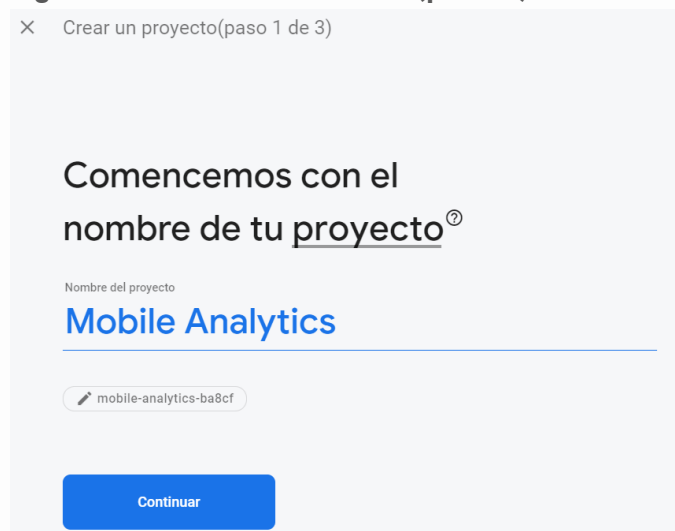 Crear un proyecto(paso 1 de 3)
Comencemos con el
nombre de tu proyecto
Nombre del proyecto
Mobile Analytics
mobile-analytics-ba8cf
Continuar